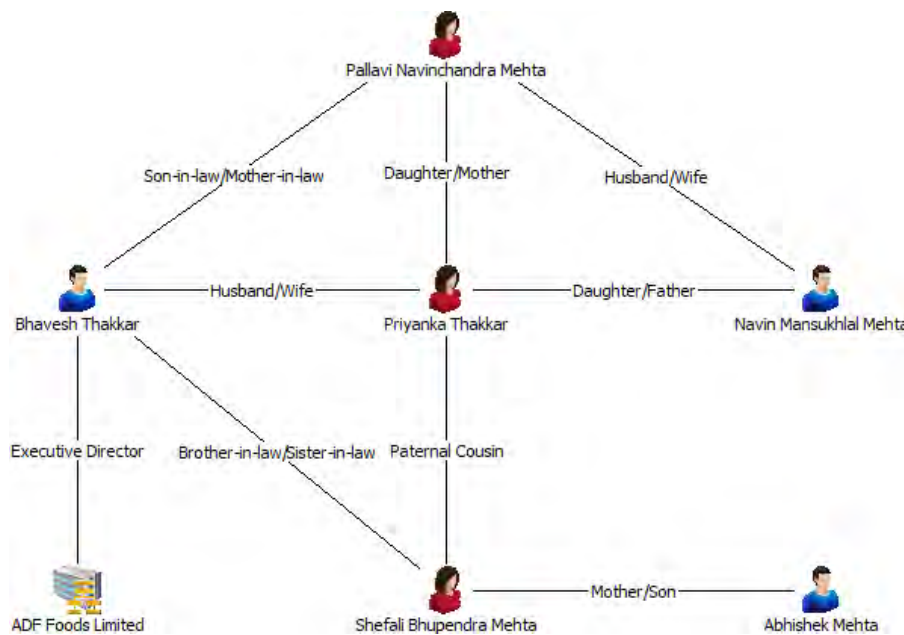 Pallavi Navinchandra Mehta
Son-in-law/Mother-in-law
Daughter/Mother
Husband/Wife
Husband/Wife
Daughter/Father
Bhavesh Thakkar
Priyanka Thakkar
Navin Mansukhlal Mehta
Executive Director
Brother-in-law/Sister-in-law
Paternal Cousin
Mother/Son
ADF Foods Limited
Shefali Bhupendra Mehta
Abhishek Mehta